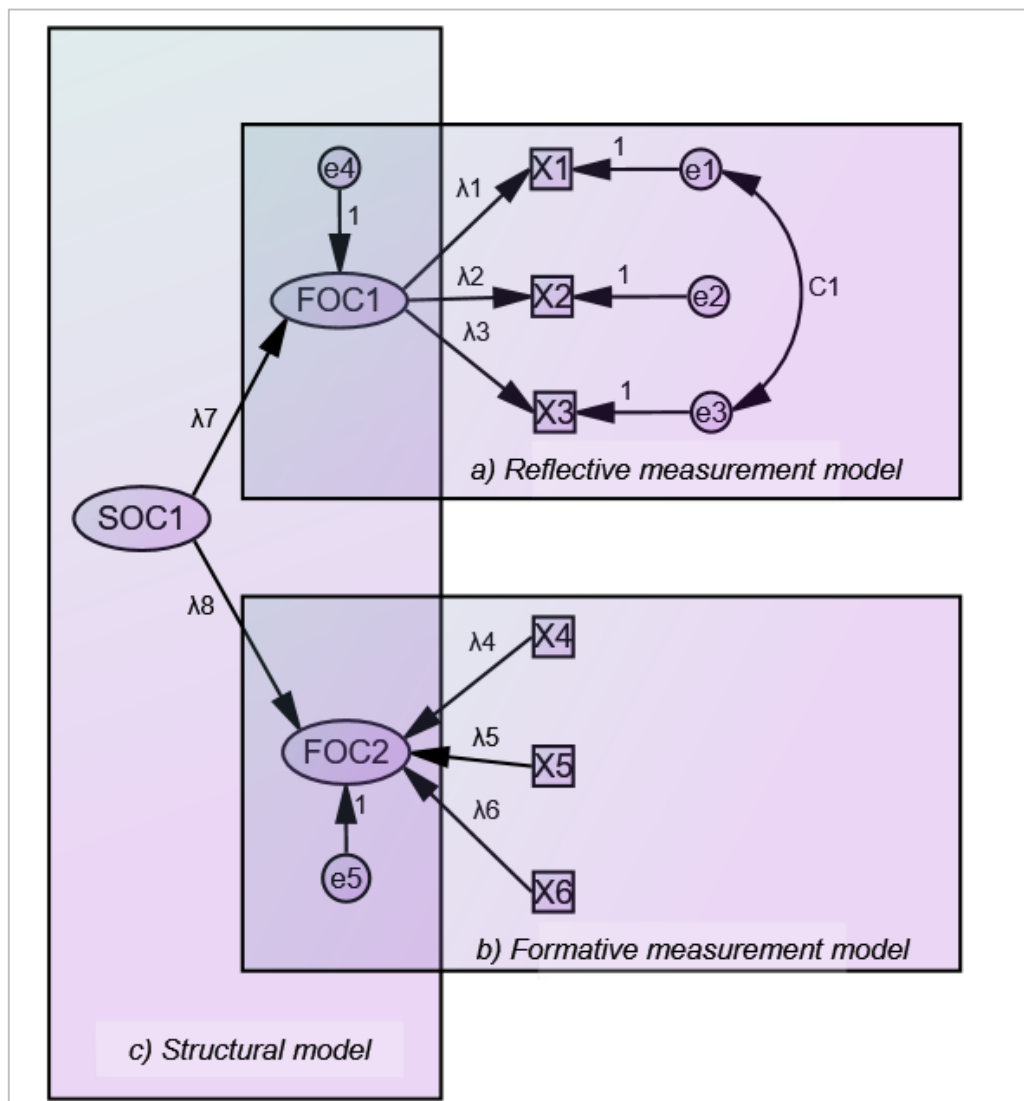 e4
1
FOC1
λ1
X1
1
e1
λ2
X2
1
e2
C1
λ3
X3
1
e3
a) Reflective measurement model
λ7
SOC1
λ8
X4
λ4
FOC2
λ5
X5
1
λ6
e5
X6
b) Formative measurement model
c) Structural model